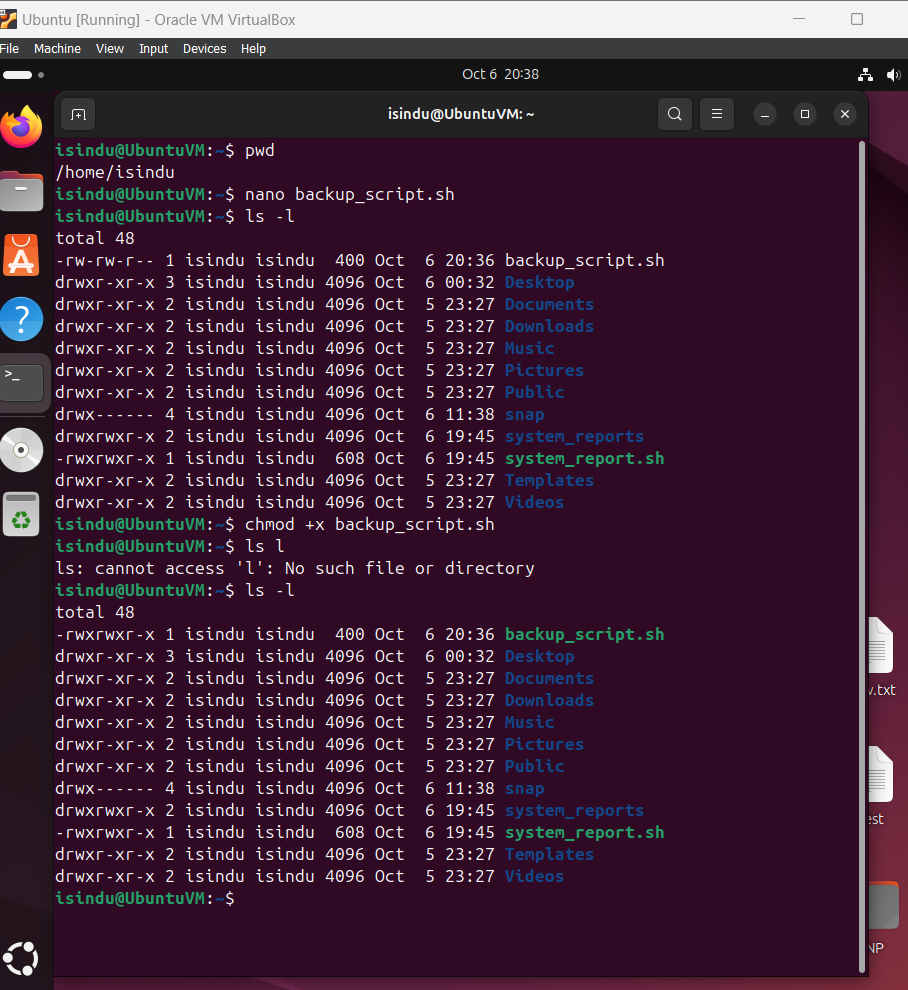 Ubuntu [Running] - Oracle VM VirtualBox
File Machine View Input Devices Help
Oct 6 20:38
isindu@UbuntuVM: ~
isindu@UbuntuVM:~$ pwd
/home/isindu
isindu@UbuntuVM:~$ nano backup_script.sh
isindu@UbuntuVM:~$ ls -l
total 48
-rw-rw-r-- 1 isindu isindu  400 Oct  6 20:36 backup_script.sh
drwxr-xr-x 3 isindu isindu 4096 Oct  6 00:32 Desktop
drwxr-xr-x 2 isindu isindu 4096 Oct  5 23:27 Documents
drwxr-xr-x 2 isindu isindu 4096 Oct  5 23:27 Downloads
drwxr-xr-x 2 isindu isindu 4096 Oct  5 23:27 Music
drwxr-xr-x 2 isindu isindu 4096 Oct  5 23:27 Pictures
drwxr-xr-x 2 isindu isindu 4096 Oct  5 23:27 Public
drwx------ 4 isindu isindu 4096 Oct  6 11:38 snap
drwxrwxr-x 2 isindu isindu 4096 Oct  6 19:45 system_reports
-rwxrwxr-x 1 isindu isindu  608 Oct  6 19:45 system_report.sh
drwxr-xr-x 2 isindu isindu 4096 Oct  5 23:27 Templates
drwxr-xr-x 2 isindu isindu 4096 Oct  5 23:27 Videos
isindu@UbuntuVM:~$ chmod +x backup_script.sh
isindu@UbuntuVM:~$ ls l
ls: cannot access 'l': No such file or directory
isindu@UbuntuVM:~$ ls -l
total 48
-rwxrwxr-x 1 isindu isindu  400 Oct  6 20:36 backup_script.sh
drwxr-xr-x 3 isindu isindu 4096 Oct  6 00:32 Desktop
drwxr-xr-x 2 isindu isindu 4096 Oct  5 23:27 Documents
drwxr-xr-x 2 isindu isindu 4096 Oct  5 23:27 Downloads
drwxr-xr-x 2 isindu isindu 4096 Oct  5 23:27 Music
drwxr-xr-x 2 isindu isindu 4096 Oct  5 23:27 Pictures
drwxr-xr-x 2 isindu isindu 4096 Oct  5 23:27 Public
drwx------ 4 isindu isindu 4096 Oct  6 11:38 snap
drwxrwxr-x 2 isindu isindu 4096 Oct  6 19:45 system_reports
-rwxrwxr-x 1 isindu isindu  608 Oct  6 19:45 system_report.sh
drwxr-xr-x 2 isindu isindu 4096 Oct  5 23:27 Templates
drwxr-xr-x 2 isindu isindu 4096 Oct  5 23:27 Videos
isindu@UbuntuVM:~$